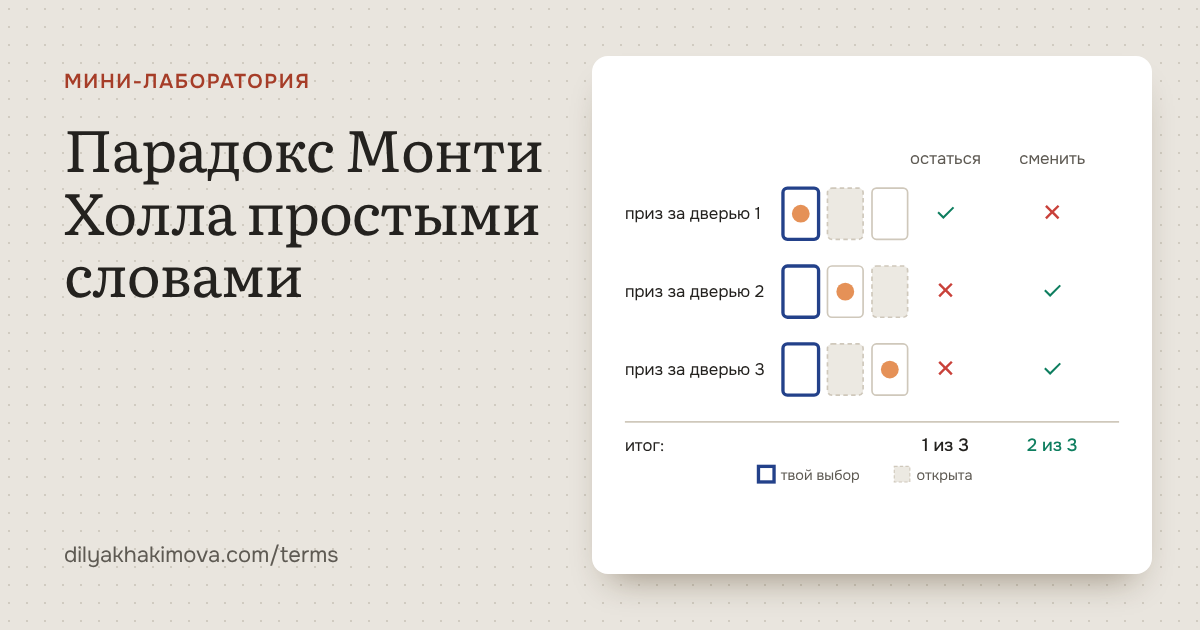 МИНИ-ЛАБОРАТОРИЯ
Парадокс Монти
Холла простыми
словами
dilyakhakimova.com/terms
остаться сменить
приз за дверью 1
приз за дверью 2
приз за дверью 3
итог: 1 из 3 2 из 3
твой выбор открыта